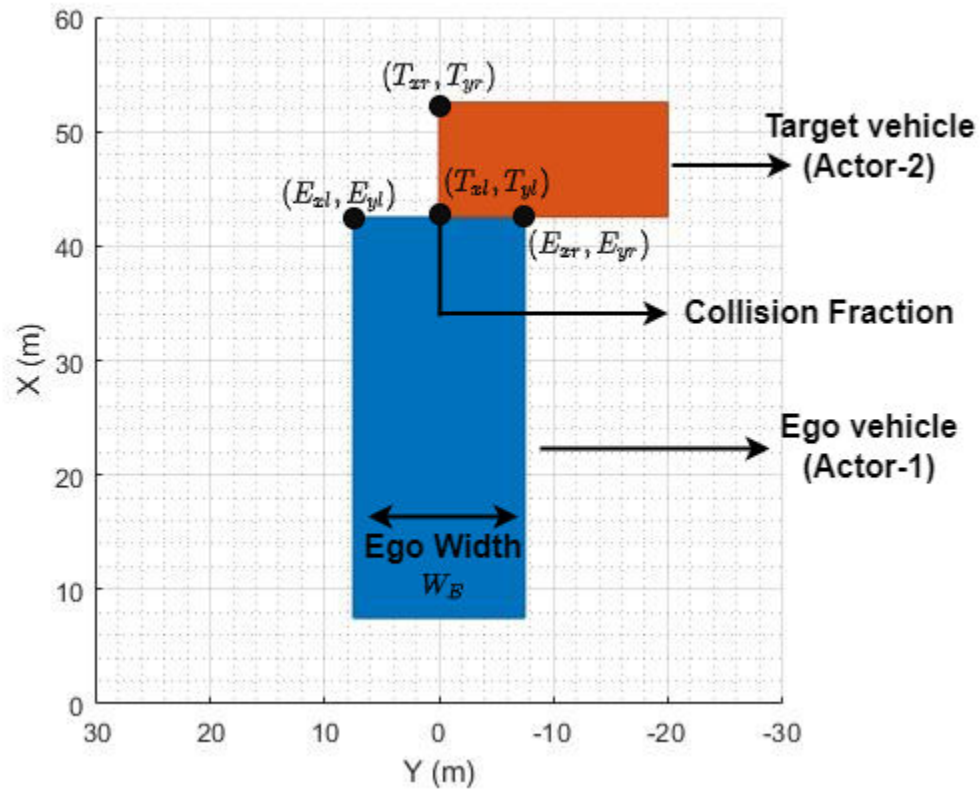 60
(T_{xr}, T_{yr})
50
Target vehicle
(Actor-2)
(E_{xl}, E_{yl})
(T_{xl}, T_{yl})
40
(E_{xr}, E_{yr})
Collision Fraction
30
X (m)
Ego vehicle
(Actor-1)
20
Ego Width
W_E
10
0
30
20
10
0
-10
-20
-30
Y (m)